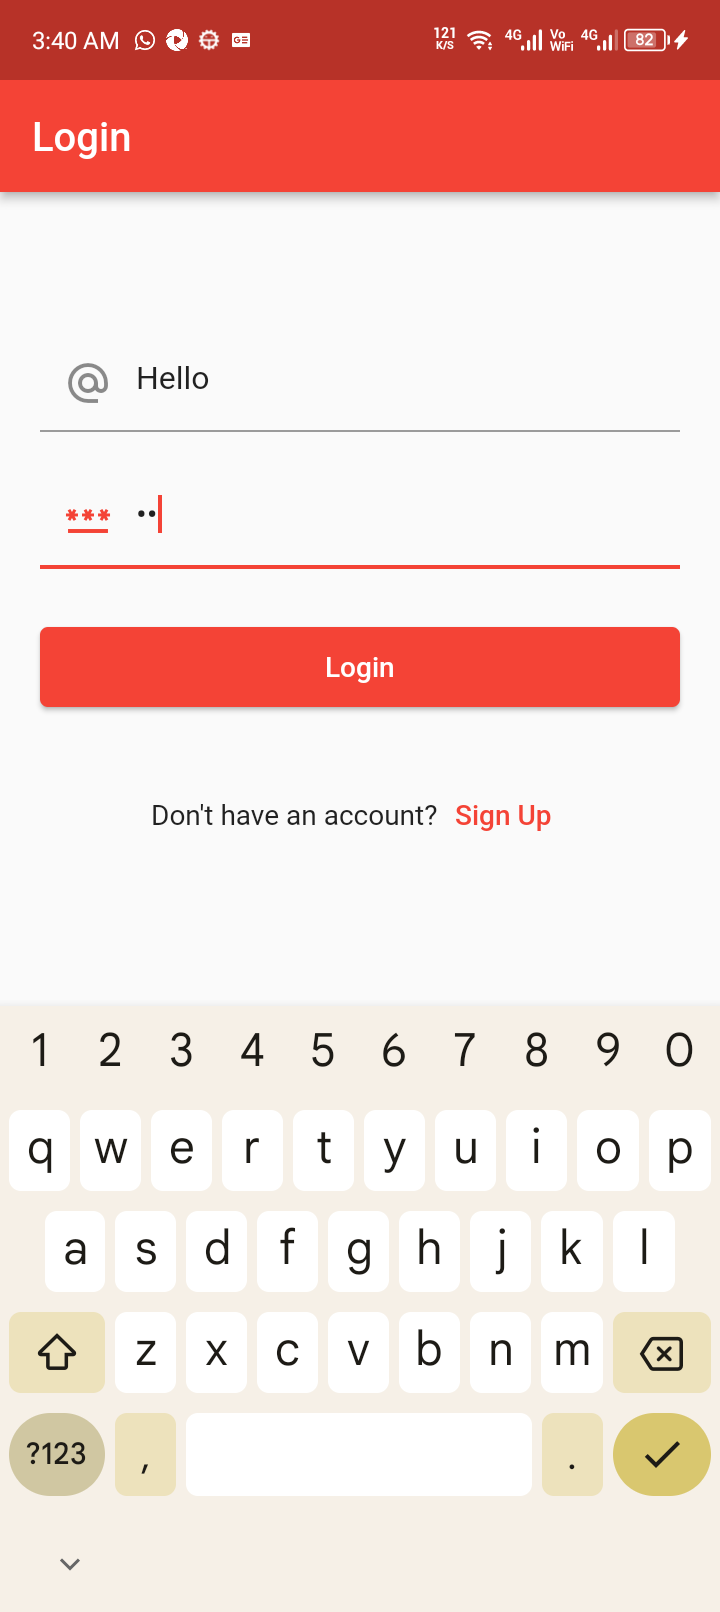 3:40 AM 121 K/S 4G Vo WiFi 4G 82
Login
@ Hello
*** ••
Login
Don't have an account? Sign Up
1 2 3 4 5 6 7 8 9 0
q w e r t y u i o p
a s d f g h j k l
z x c v b n m
?123 , .